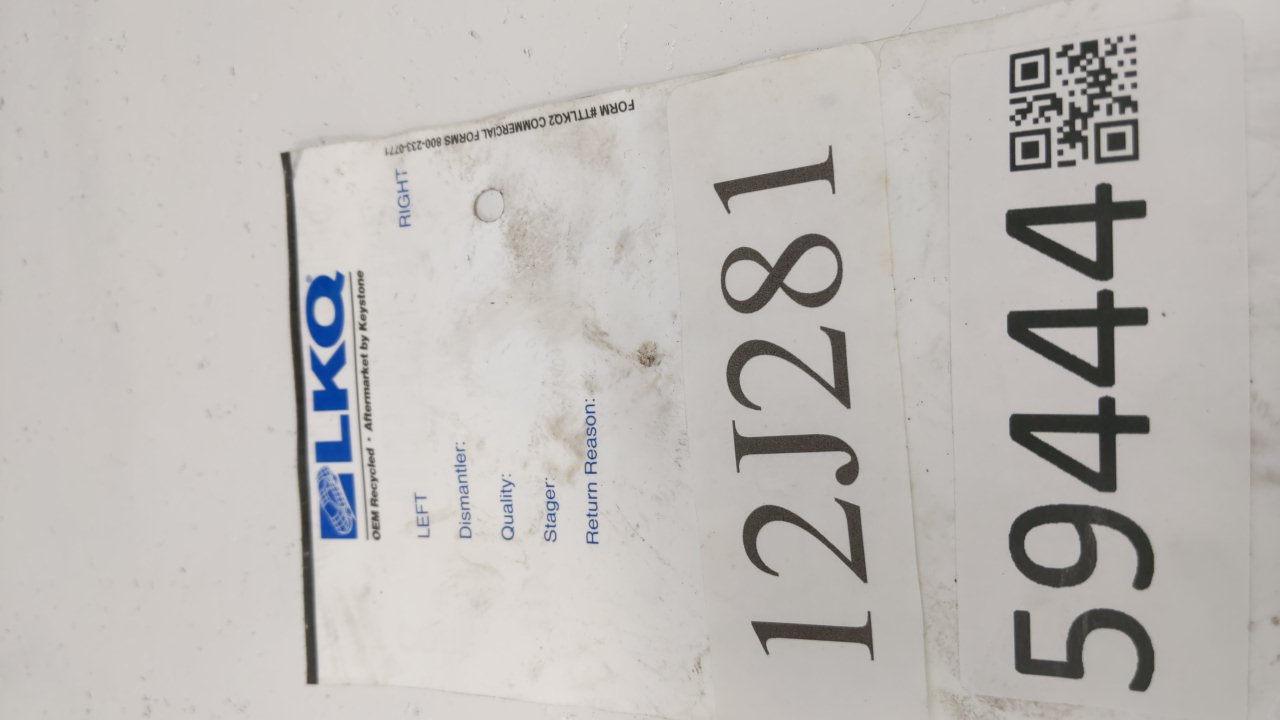 LKQ
OEM Recycled • Aftermarket by Keystone
LEFT RIGHT
Dismantler:
Quality:
Stager:
Return Reason:
FORM #TTLKQ2 COMMERCIAL FORMS 800-233-0771
12J281
59444